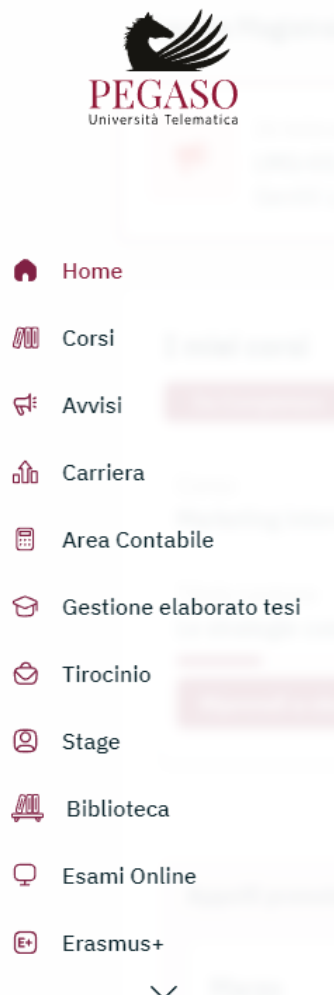 PEGASO
Università Telematica
Home
Corsi
Avvisi
Carriera
Area Contabile
Gestione elaborato tesi
Tirocinio
Stage
Biblioteca
Esami Online
E+ Erasmus+